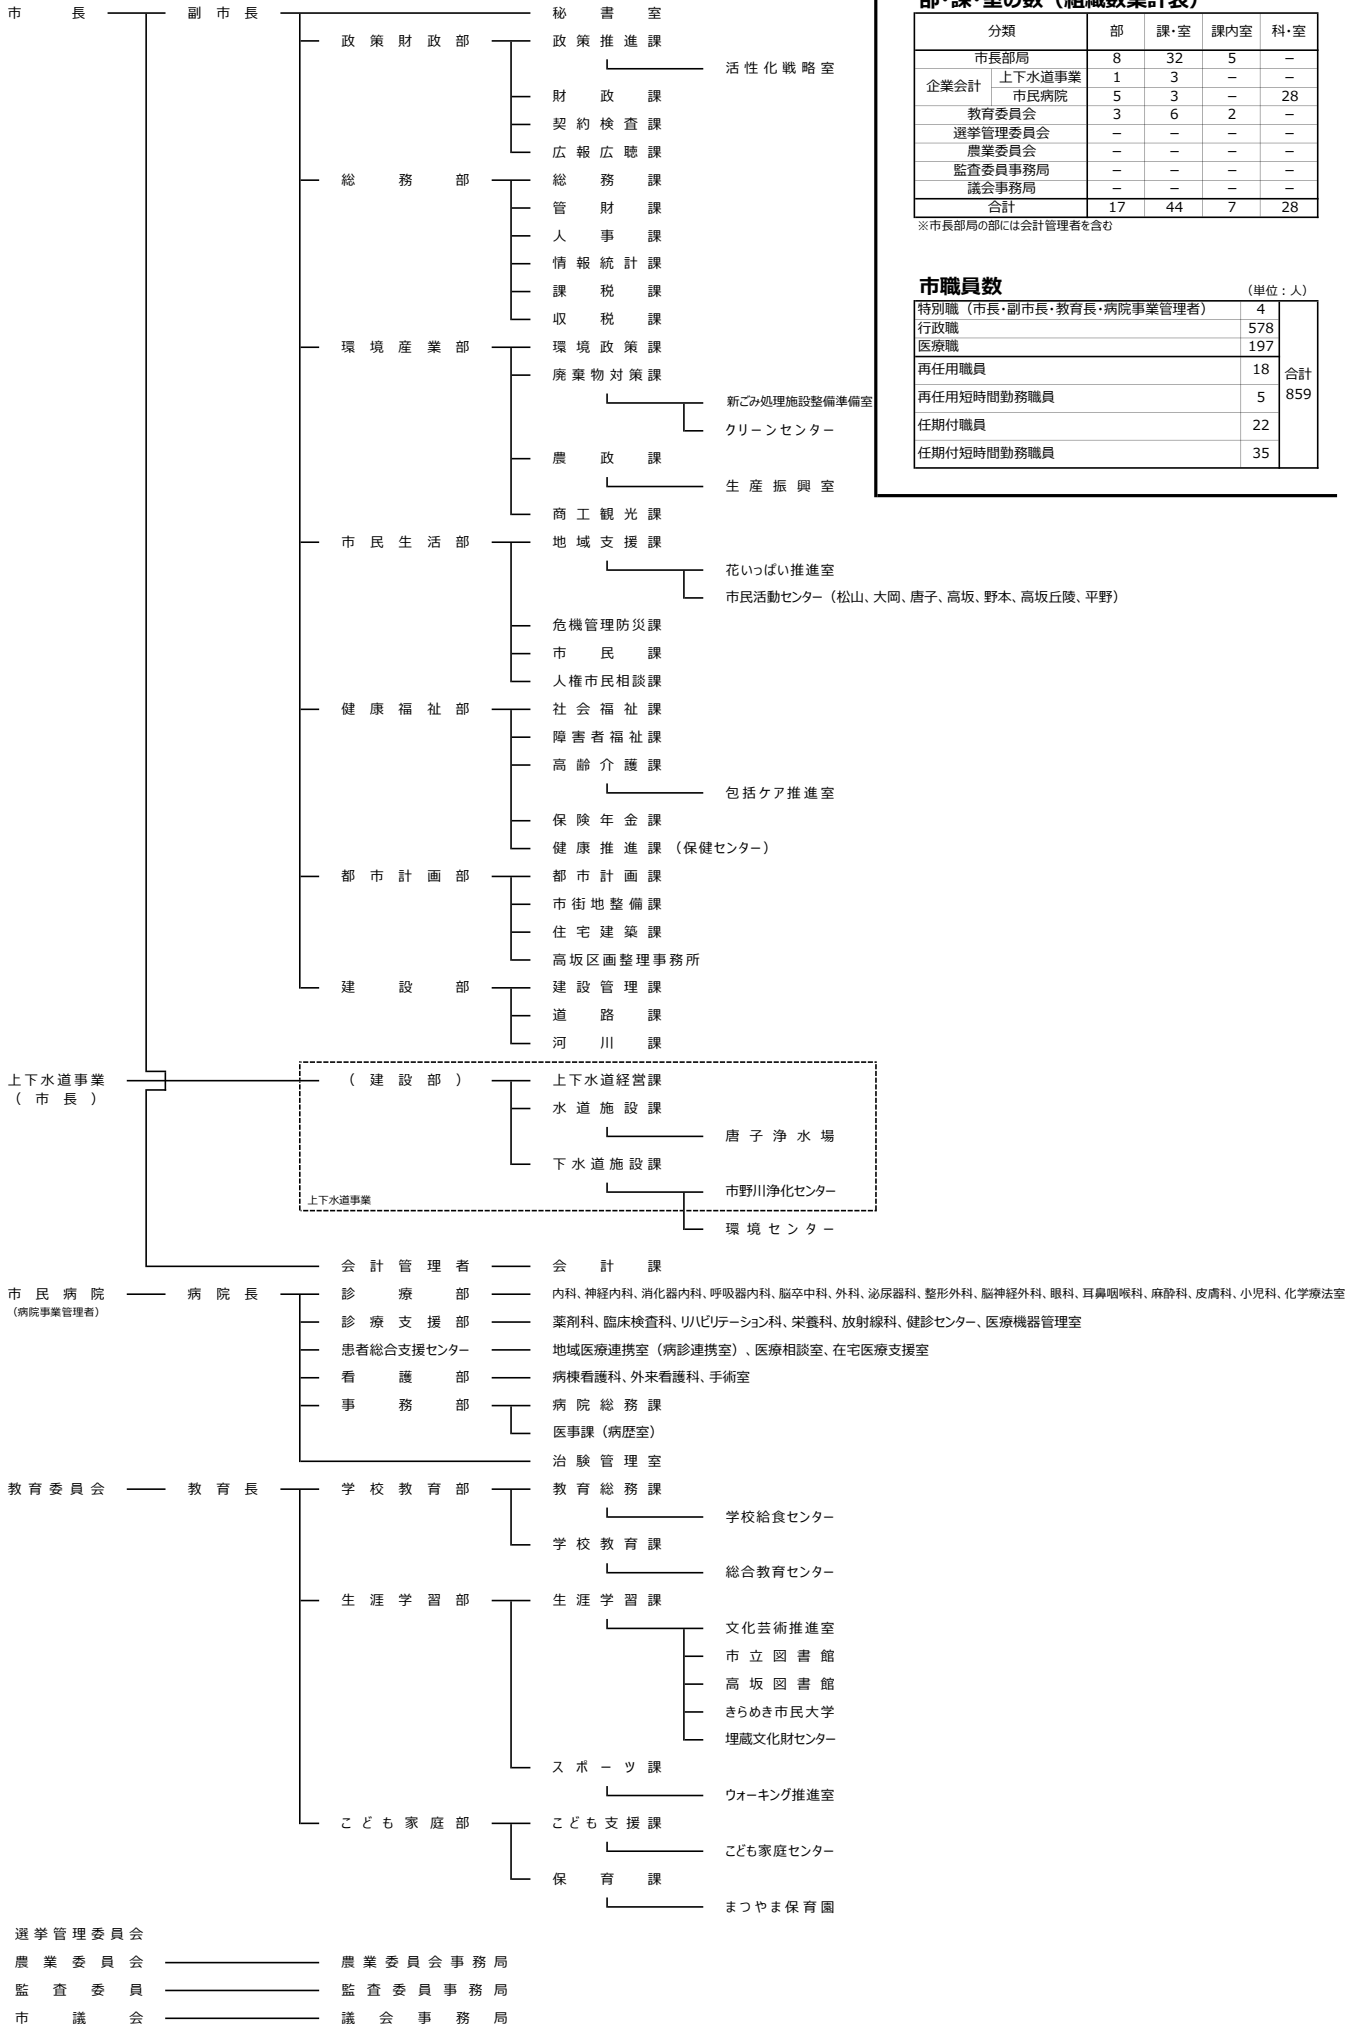 市長 副市長 秘書室
政策財政部 政策推進課
活性化戦略室
財政課
契約検査課
広報広聴課
総務部 総務課
管財課
人事課
情報統計課
課税課
収税課
環境産業部 環境政策課
廃棄物対策課
新ごみ処理施設整備準備室
クリーンセンター
農政課
生産振興室
商工観光課
市民生活部 地域支援課
花いっぱい推進室
市民活動センター（松山、大岡、唐子、高坂、野本、高坂丘陵、平野）
危機管理防災課
市民課
人権市民相談課
健康福祉部 社会福祉課
障害者福祉課
高齢介護課
包括ケア推進室
保険年金課
健康推進課（保健センター）
都市計画部 都市計画課
市街地整備課
住宅建築課
高坂区画整理事務所
建設部 建設管理課
道路課
河川課
上下水道事業 （建設部） 上下水道経営課
（市長）
水道施設課
唐子浄水場
下水道施設課
市野川浄化センター
上下水道事業
環境センター
会計管理者 会計課
市民病院 病院長 診療部 内科、神経内科、消化器内科、呼吸器内科、脳卒中科、外科、泌尿器科、整形外科、脳神経外科、眼科、耳鼻咽喉科、麻酔科、皮膚科、小児科、化学療法室
（病院事業管理者）
診療支援部 薬剤科、臨床検査科、リハビリテーション科、栄養科、放射線科、健診センター、医療機器管理室
患者総合支援センター 地域医療連携室（病診連携室）、医療相談室、在宅医療支援室
看護部 病棟看護科、外来看護科、手術室
事務部 病院総務課
医事課（病歴室）
治験管理室
教育委員会 教育長 学校教育部 教育総務課
学校給食センター
学校教育課
総合教育センター
生涯学習部 生涯学習課
文化芸術推進室
市立図書館
高坂図書館
きらめき市民大学
埋蔵文化財センター
スポーツ課
ウォーキング推進室
こども家庭部 こども支援課
こども家庭センター
保育課
まつやま保育園
選挙管理委員会
農業委員会 農業委員会事務局
監査委員 監査委員事務局
市議会 議会事務局
部・課・室の数（組織数集計表）
分類 部 課・室 課内室 科・室
市長部局 8 32 5 －
企業会計 上下水道事業 1 3 － －
市民病院 5 3 － 28
教育委員会 3 6 2 －
選挙管理委員会 － － － －
農業委員会 － － － －
監査委員事務局 － － － －
議会事務局 － － － －
合計 17 44 7 28
※市長部局の部には会計管理者を含む
市職員数 （単位：人）
特別職（市長・副市長・教育長・病院事業管理者） 4
行政職 578
医療職 197
再任用職員 18
合計
再任用短時間勤務職員 5 859
任期付職員 22
任期付短時間勤務職員 35